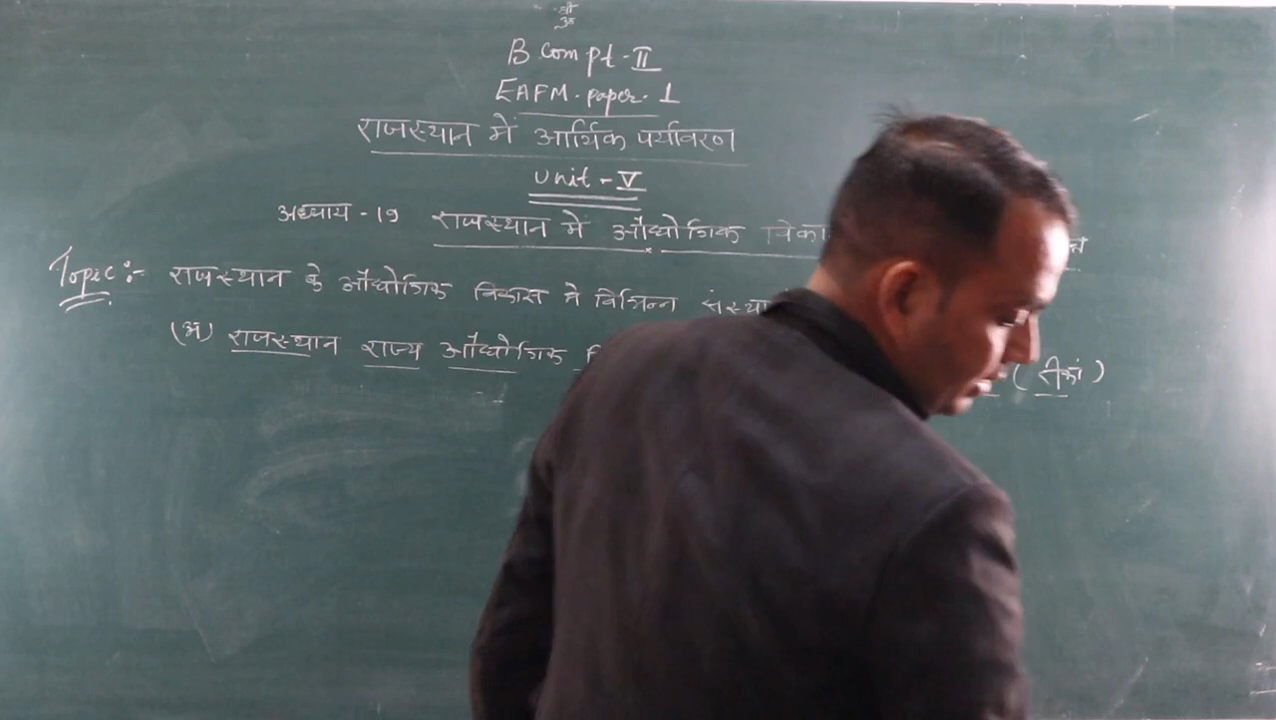 श्री
B.Com pt-II
EAFM. paper. 1
राजस्थान में आर्थिक पर्यावरण
Unit - V
अध्याय - 19 राजस्थान में औद्योगिक
Topic :- राजस्थान के औद्योगिक विकास मे विभिन्न
(अ) राजस्थान राज्य औद्योगिक (रीको)